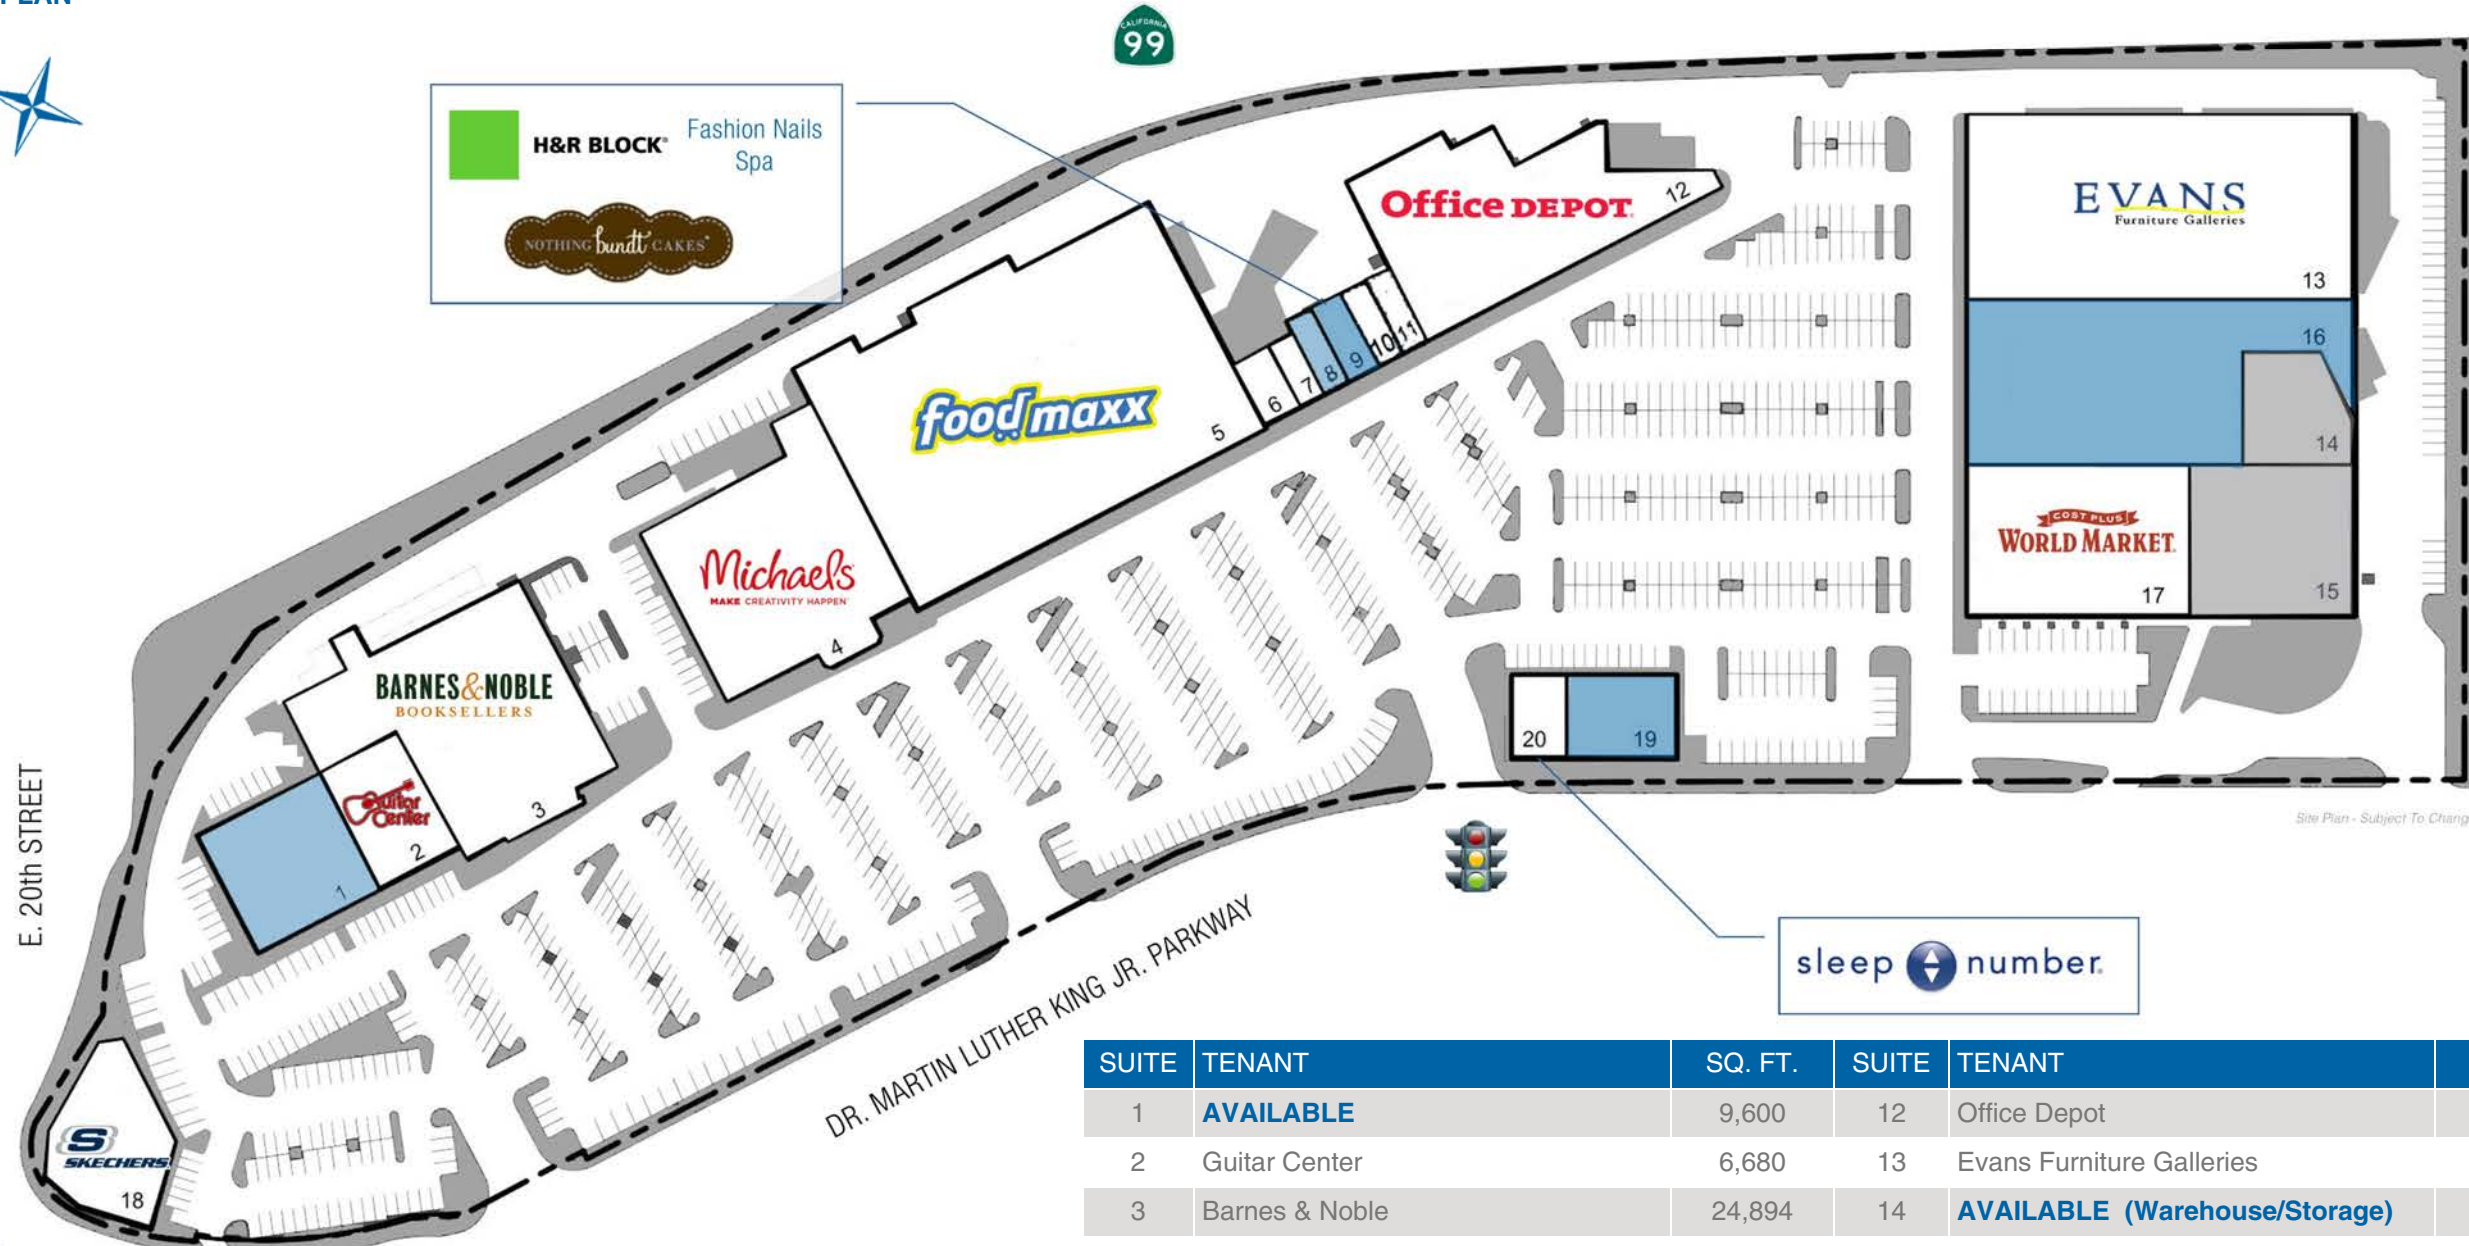 PLAN
CALIFORNIA
99
H&R BLOCK®
Fashion Nails
Spa
NOTHING bundt CAKES
Office DEPOT
12
EVANS
Furniture Galleries
13
16
14
COST PLUS
WORLD MARKET
17
15
foodmaxx
5
6
7
8
9
10
11
Michaels
MAKE CREATIVITY HAPPEN
4
BARNES&NOBLE
BOOKSELLERS
3
Guitar
Center
2
1
20
19
E. 20th STREET
DR. MARTIN LUTHER KING JR. PARKWAY
Site Plan - Subject To Chang
sleep number
S
SKECHERS
18
SUITE TENANT SQ. FT. SUITE TENANT
1 AVAILABLE 9,600 12 Office Depot
2 Guitar Center 6,680 13 Evans Furniture Galleries
3 Barnes & Noble 24,894 14 AVAILABLE (Warehouse/Storage)